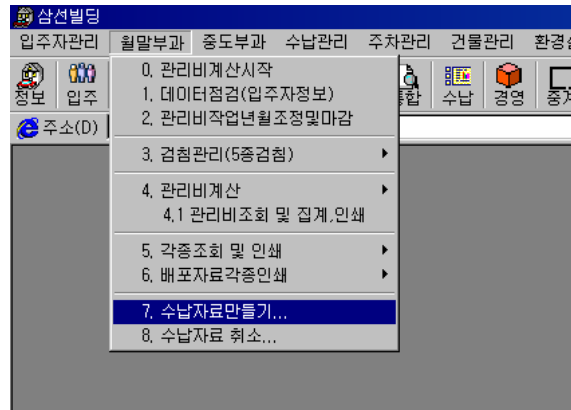 삼선빌딩
입주자관리 월말부과 중도부과 수납관리 주차관리 건물관리 환경설
정보 입주 통합 수납 경영 중
주소(D)
0, 관리비계산시작
1, 데이터점검(입주자정보)
2, 관리비작업년월조정및마감
3, 검침관리(5종검침)
4, 관리비계산
4,1 관리비조회 및 집계,인쇄
5, 각종조회 및 인쇄
6, 배포자료각종인쇄
7, 수납자료만들기...
8, 수납자료 취소...